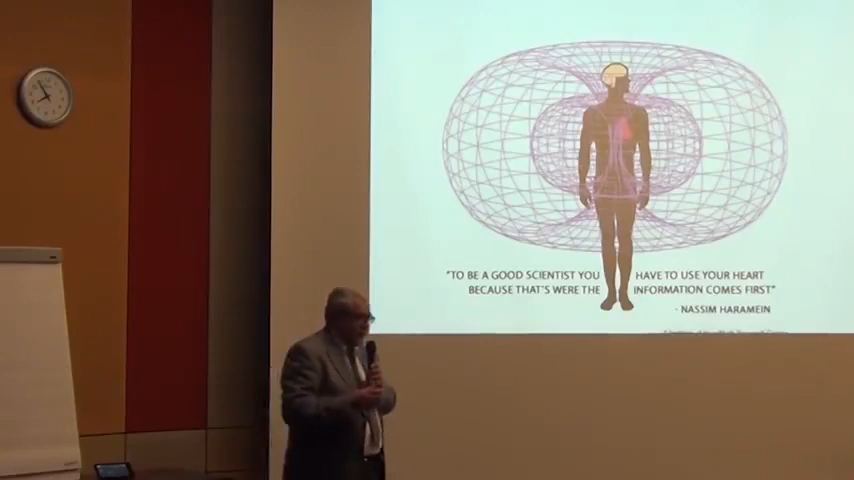 "TO BE A GOOD SCIENTIST YOU HAVE TO USE YOUR HEART
BECAUSE THAT'S WERE THE INFORMATION COMES FIRST"
- NASSIM HARAMEIN